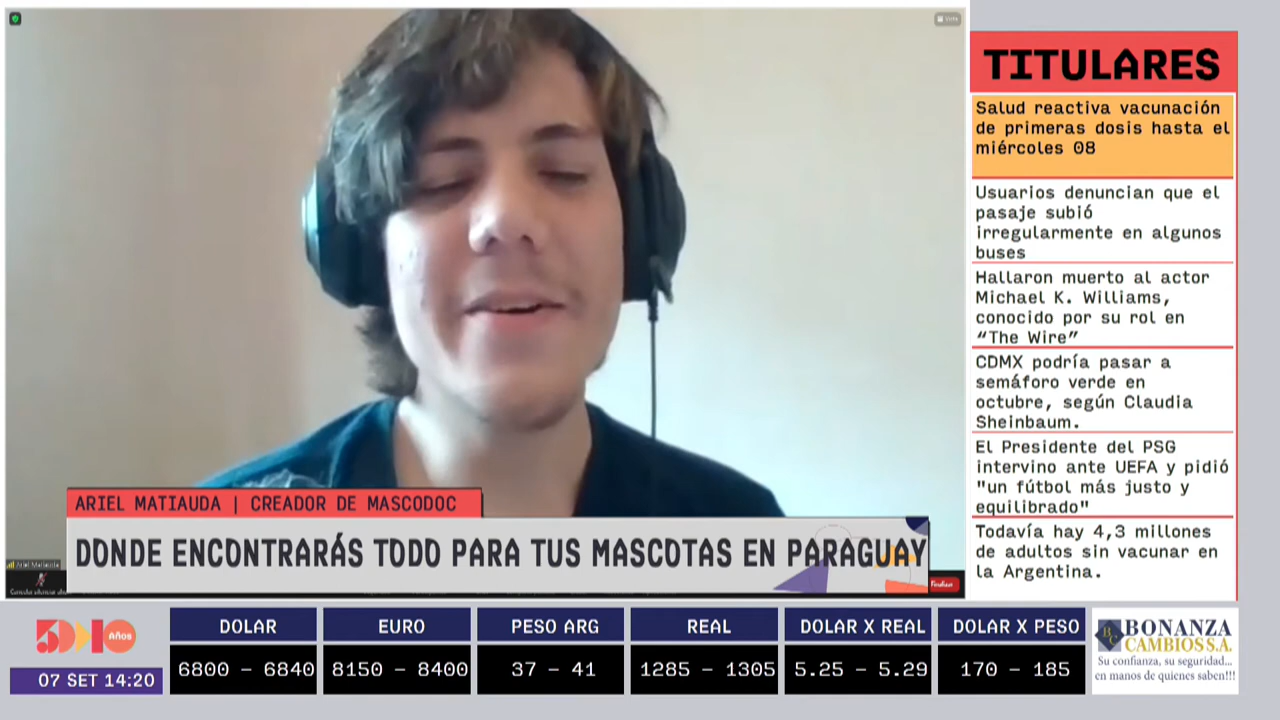 TITULARES
Salud reactiva vacunación
de primeras dosis hasta el
miércoles 08
Usuarios denuncian que el
pasaje subió
irregularmente en algunos
buses
Hallaron muerto al actor
Michael K. Williams,
conocido por su rol en
“The Wire”
CDMX podría pasar a
semáforo verde en
octubre, según Claudia
Sheinbaum.
El Presidente del PSG
intervino ante UEFA y pidió
"un fútbol más justo y
equilibrado"
Todavía hay 4,3 millones
de adultos sin vacunar en
la Argentina.
ARIEL MATIAUDA | CREADOR DE MASCODOC
DONDE ENCONTRARÁS TODO PARA TUS MASCOTAS EN PARAGUAY
Ariel Matiauda
Finalizar
Años
07 SET 14:20
DOLAR
6800 - 6840
EURO
8150 - 8400
PESO ARG
37 - 41
REAL
1285 - 1305
DOLAR X REAL
5.25 - 5.29
DOLAR X PESO
170 - 185
BONANZA
CAMBIOS S.A.
Su confianza, su seguridad...
en manos de quienes saben!!!